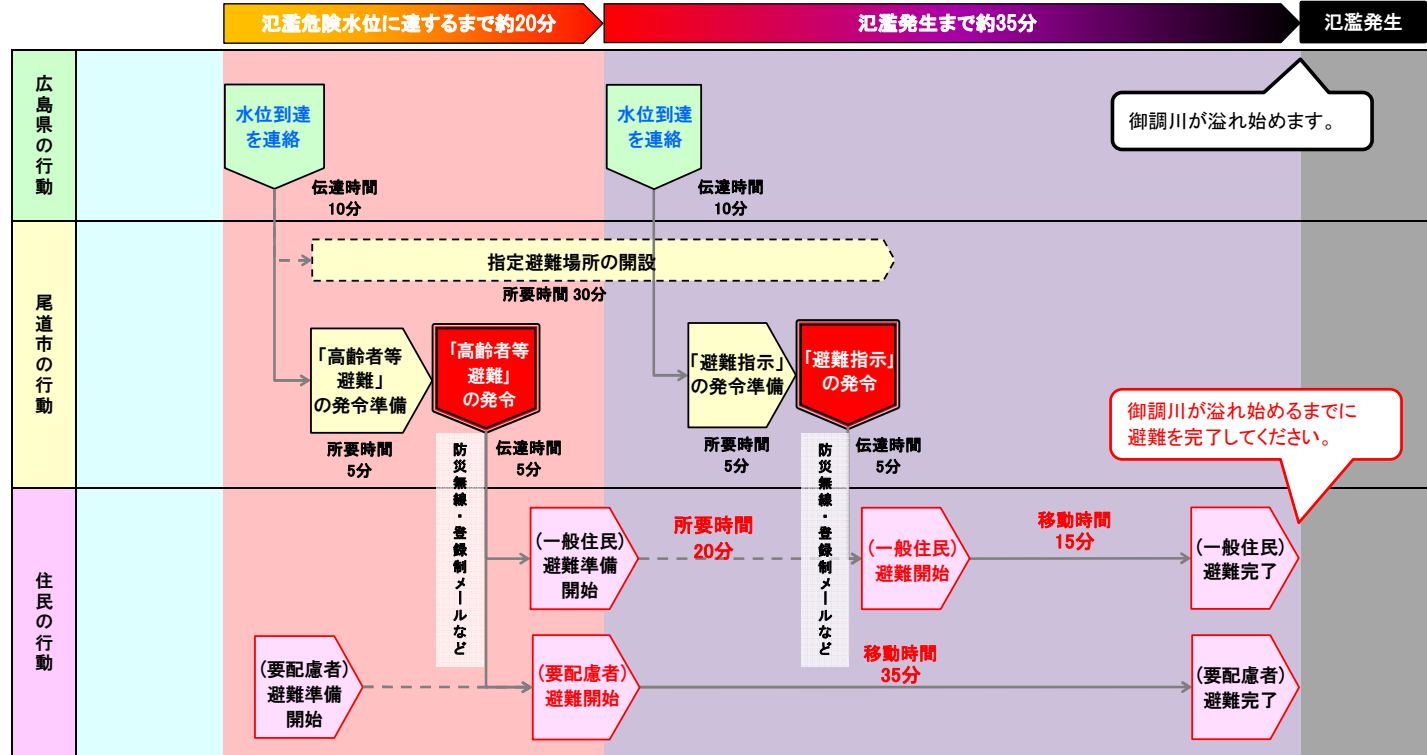 氾濫危険水位に達するまで約20分
氾濫発生まで約35分
氾濫発生
広島県の行動
水位到達
を連絡
伝達時間
10分
水位到達
を連絡
伝達時間
10分
御調川が溢れ始めます。
尾道市の行動
指定避難場所の開設
所要時間 30分
「高齢者等
避難」
の発令準備
所要時間
5分
「高齢者等
避難」
の発令
伝達時間
5分
防災無線・登録制メールなど
「避難指示」
の発令準備
所要時間
5分
「避難指示」
の発令
伝達時間
5分
防災無線・登録制メールなど
御調川が溢れ始めるまでに
避難を完了してください。
住民の行動
(一般住民)
避難準備
開始
所要時間
20分
(一般住民)
避難開始
移動時間
15分
(一般住民)
避難完了
(要配慮者)
避難準備
開始
(要配慮者)
避難開始
移動時間
35分
(要配慮者)
避難完了